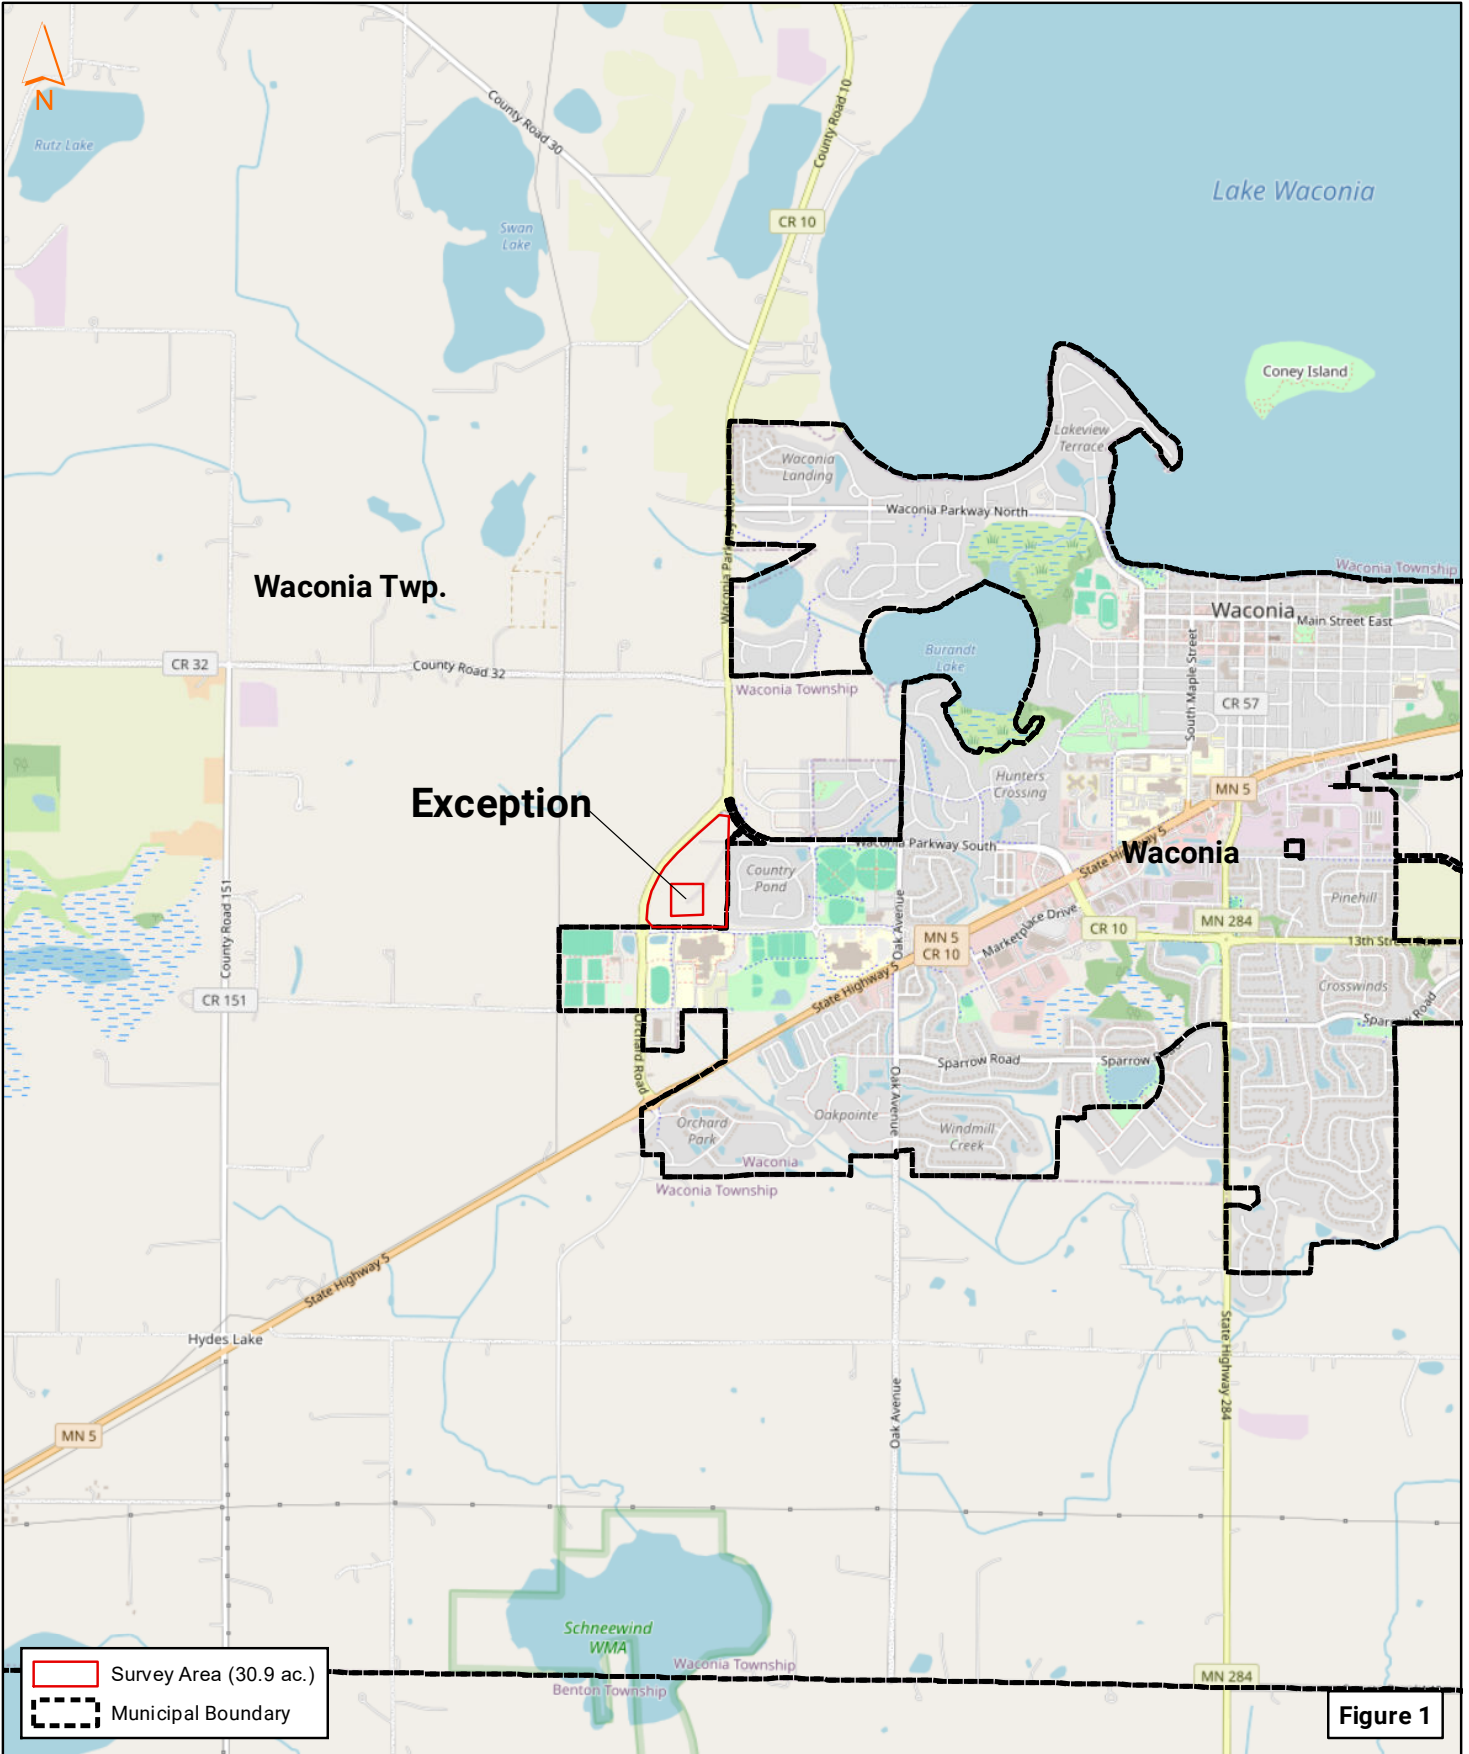 N
Rutz Lake
County Road 30
County Road 10
Lake Waconia
Swan
Lake
CR 10
Coney Island
Lakeview
Terrace
Waconia
Landing
Waconia Parkway North
Waconia Township
Waconia Twp.
Waconia
Main Street East
South Maple Street
Burandt
Lake
CR 32
County Road 32
Waconia Township
CR 57
Hunters
Crossing
MN 5
Exception
State Highway 5
Waconia
Waconia Parkway South
Country
Pond
Pinehill
County Road 151
Oak Avenue
Marketplace Drive
CR 10
MN 284
MN 5
CR 10
13th Street
State Highway 5
Crosswinds
CR 151
Sparrow Road
Orchard Road
Sparrow Road
Sparrow
Oak Avenue
Orchard
Park
Oakpointe
Windmill
Creek
Waconia
Waconia Township
State Highway 5
Hydes Lake
State Highway 284
Oak Avenue
MN 5
Schneewind
WMA
Waconia Township
Benton Township
MN 284
Survey Area (30.9 ac.)
Municipal Boundary
Figure 1